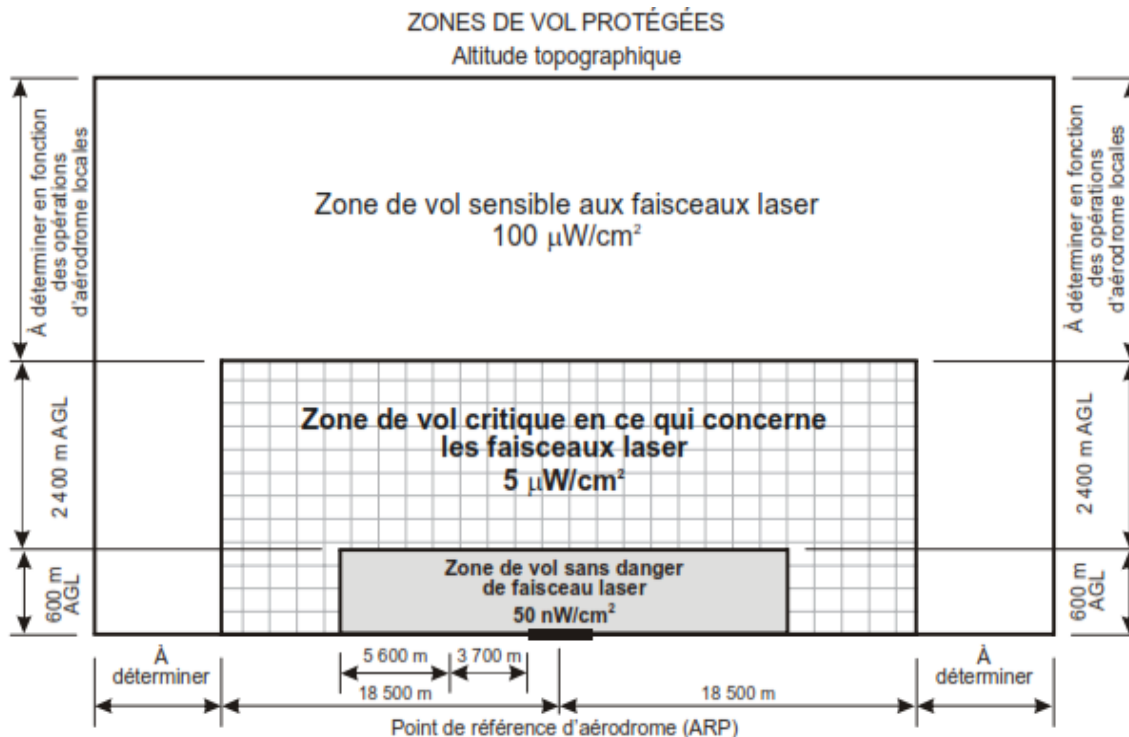 ZONES DE VOL PROTÉGÉES
Altitude topographique
À déterminer en fonction
des opérations
d'aérodrome locales
À déterminer en fonction
des opérations
d'aérodrome locales
Zone de vol sensible aux faisceaux laser
100 μW/cm²
2 400 m AGL
2 400 m AGL
Zone de vol critique en ce qui concerne
les faisceaux laser
5 μW/cm²
600 m
AGL
600 m
AGL
Zone de vol sans danger
de faisceau laser
50 nW/cm²
À
déterminer
5 600 m
3 700 m
À
déterminer
18 500 m
18 500 m
Point de référence d'aérodrome (ARP)